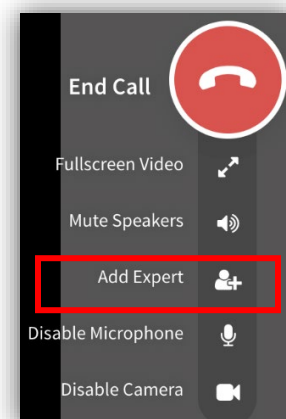 End Call
Fullscreen Video
Mute Speakers
Add Expert
Disable Microphone
Disable Camera